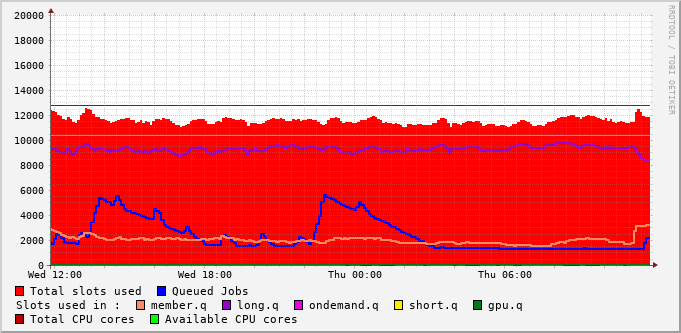 20000
18000
16000
14000
12000
10000
8000
6000
4000
2000
0
Wed 12:00 Wed 18:00 Thu 00:00 Thu 06:00
Total slots used Queued Jobs
Slots used in : member.q long.q ondemand.q short.q gpu.q
Total CPU cores Available CPU cores
RRDTOOL / TOBI OETIKER